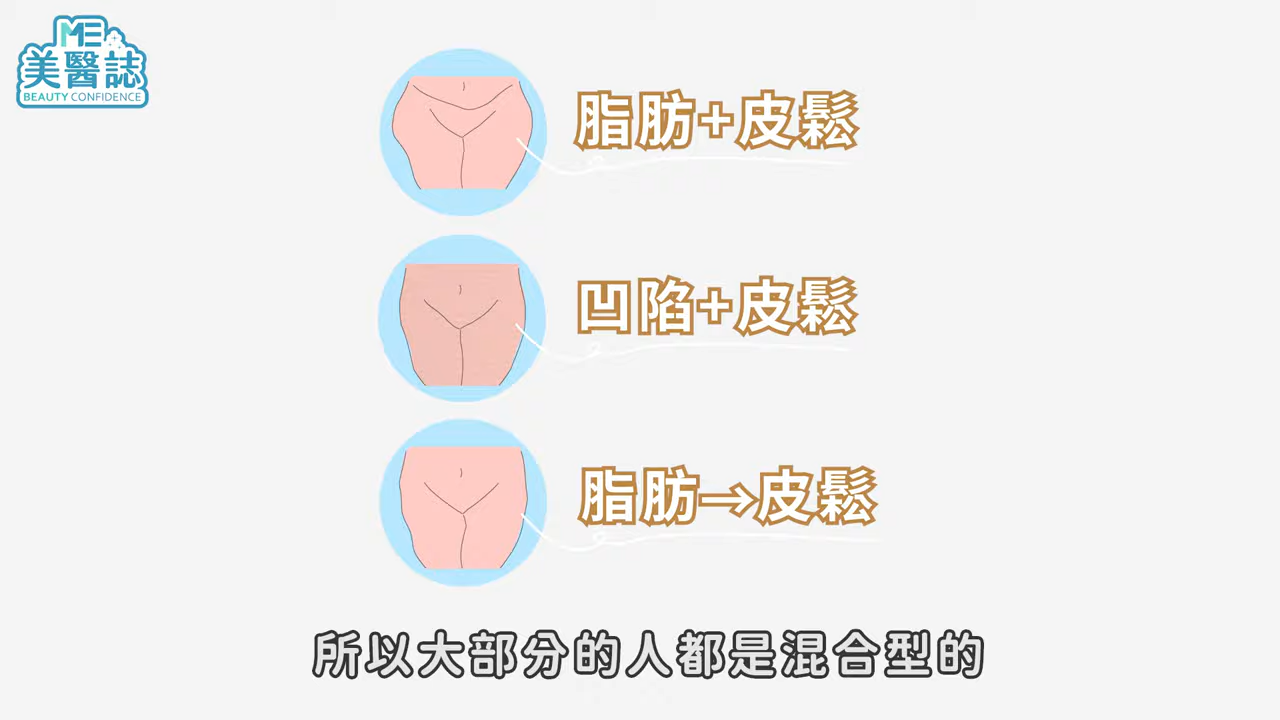 ME
美醫誌
BEAUTY CONFIDENCE
脂肪+皮鬆
凹陷+皮鬆
脂肪→皮鬆
所以大部分的人都是混合型的